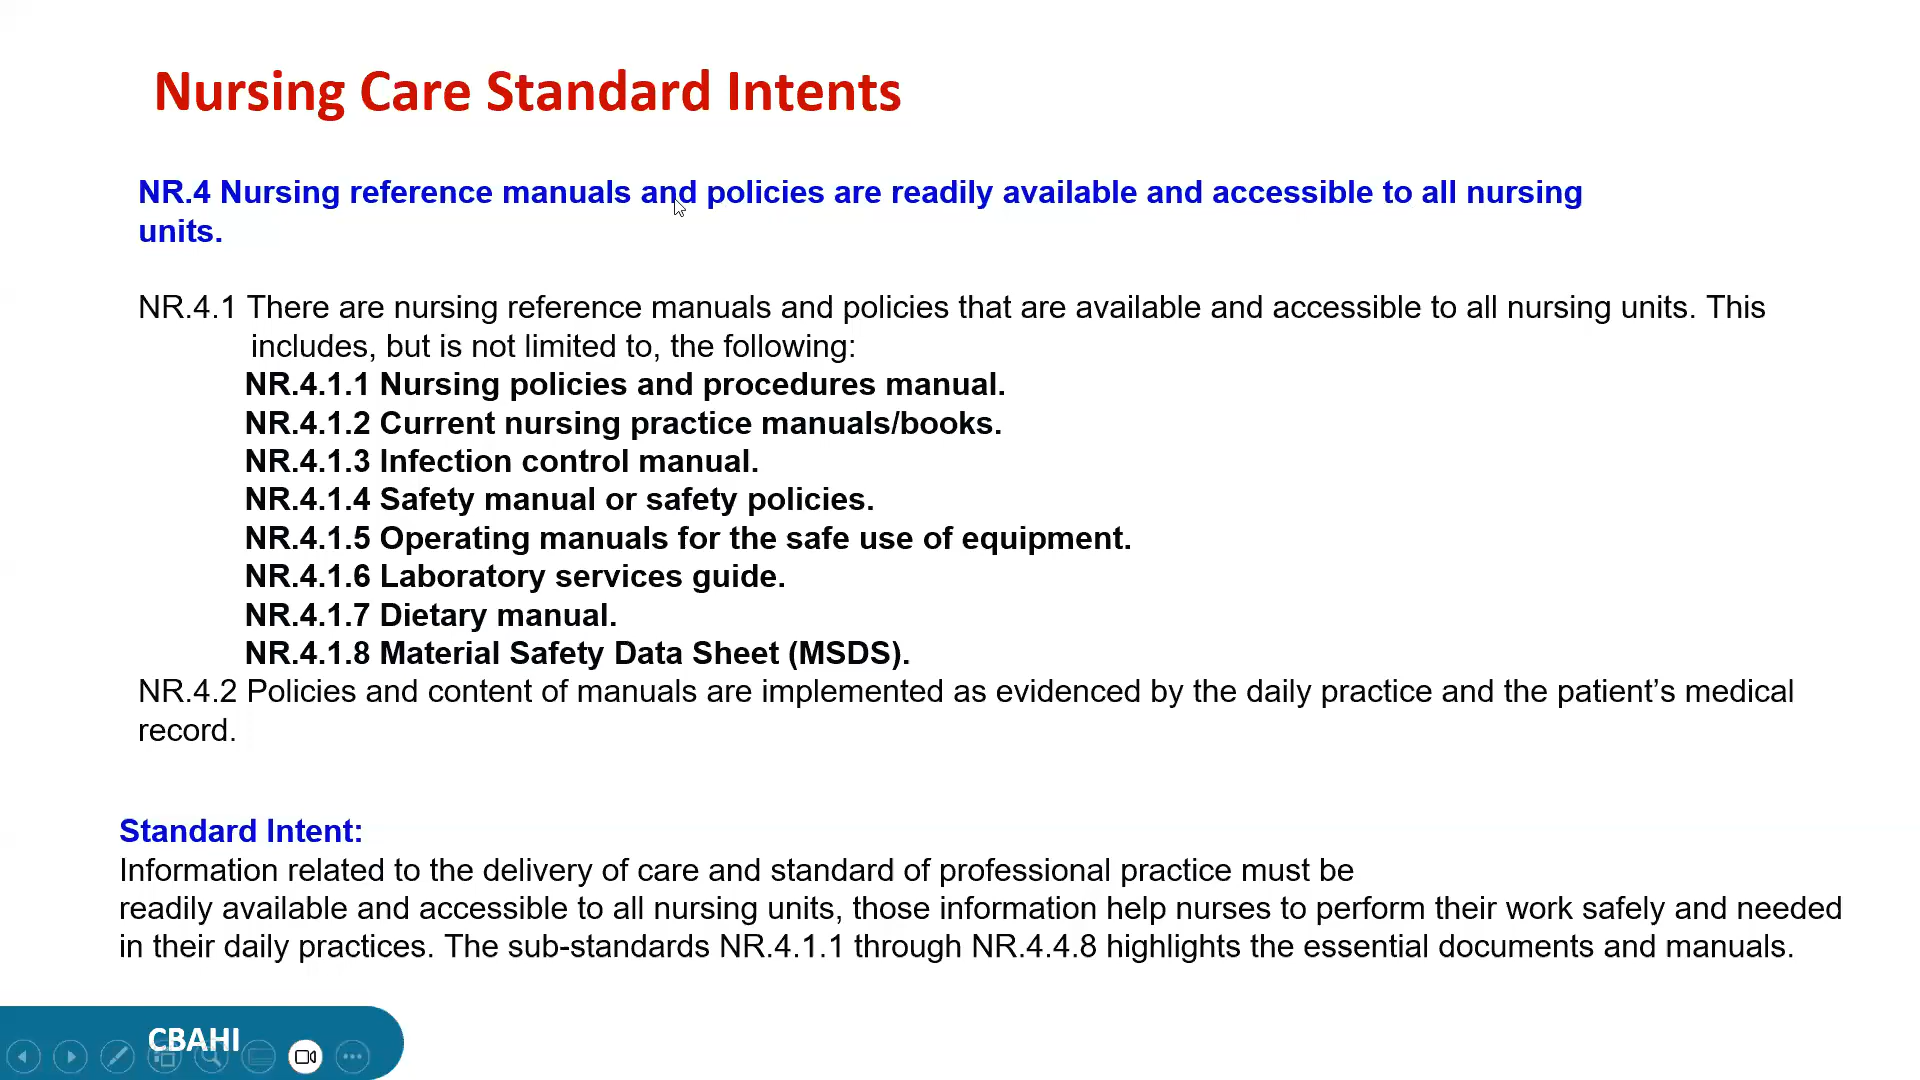 Nursing Care Standard Intents
NR.4 Nursing reference manuals and policies are readily available and accessible to all nursing
units.
NR.4.1 There are nursing reference manuals and policies that are available and accessible to all nursing units. This
includes, but is not limited to, the following:
NR.4.1.1 Nursing policies and procedures manual.
NR.4.1.2 Current nursing practice manuals/books.
NR.4.1.3 Infection control manual.
NR.4.1.4 Safety manual or safety policies.
NR.4.1.5 Operating manuals for the safe use of equipment.
NR.4.1.6 Laboratory services guide.
NR.4.1.7 Dietary manual.
NR.4.1.8 Material Safety Data Sheet (MSDS).
NR.4.2 Policies and content of manuals are implemented as evidenced by the daily practice and the patient’s medical
record.
Standard Intent:
Information related to the delivery of care and standard of professional practice must be
readily available and accessible to all nursing units, those information help nurses to perform their work safely and needed
in their daily practices. The sub-standards NR.4.1.1 through NR.4.4.8 highlights the essential documents and manuals.
CBAHI